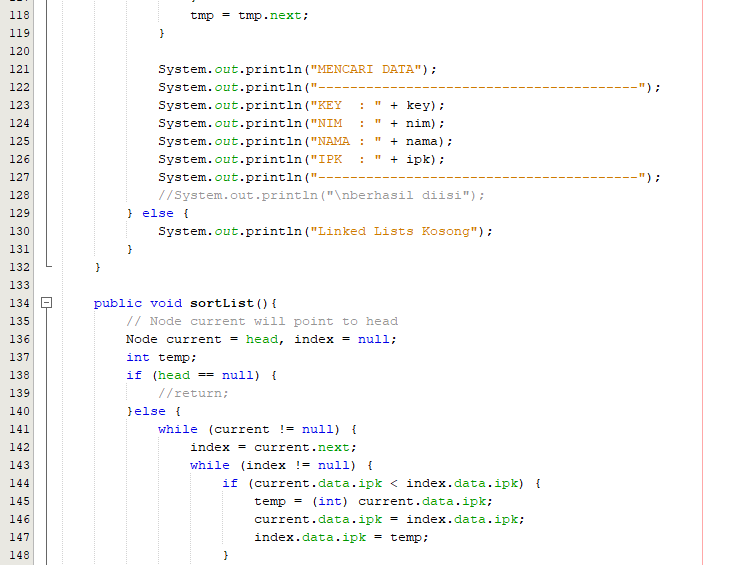 118 tmp = tmp.next;
119 }
120
121 System.out.println("MENCARI DATA");
122 System.out.println("----------------------------------------");
123 System.out.println("KEY  : " + key);
124 System.out.println("NIM  : " + nim);
125 System.out.println("NAMA : " + nama);
126 System.out.println("IPK  : " + ipk);
127 System.out.println("----------------------------------------");
128 //System.out.println("\nberhasil diisi");
129 } else {
130 System.out.println("Linked Lists Kosong");
131 }
132 }
133
134 public void sortList(){
135 // Node current will point to head
136 Node current = head, index = null;
137 int temp;
138 if (head == null) {
139 //return;
140 }else {
141 while (current != null) {
142 index = current.next;
143 while (index != null) {
144 if (current.data.ipk < index.data.ipk) {
145 temp = (int) current.data.ipk;
146 current.data.ipk = index.data.ipk;
147 index.data.ipk = temp;
148 }